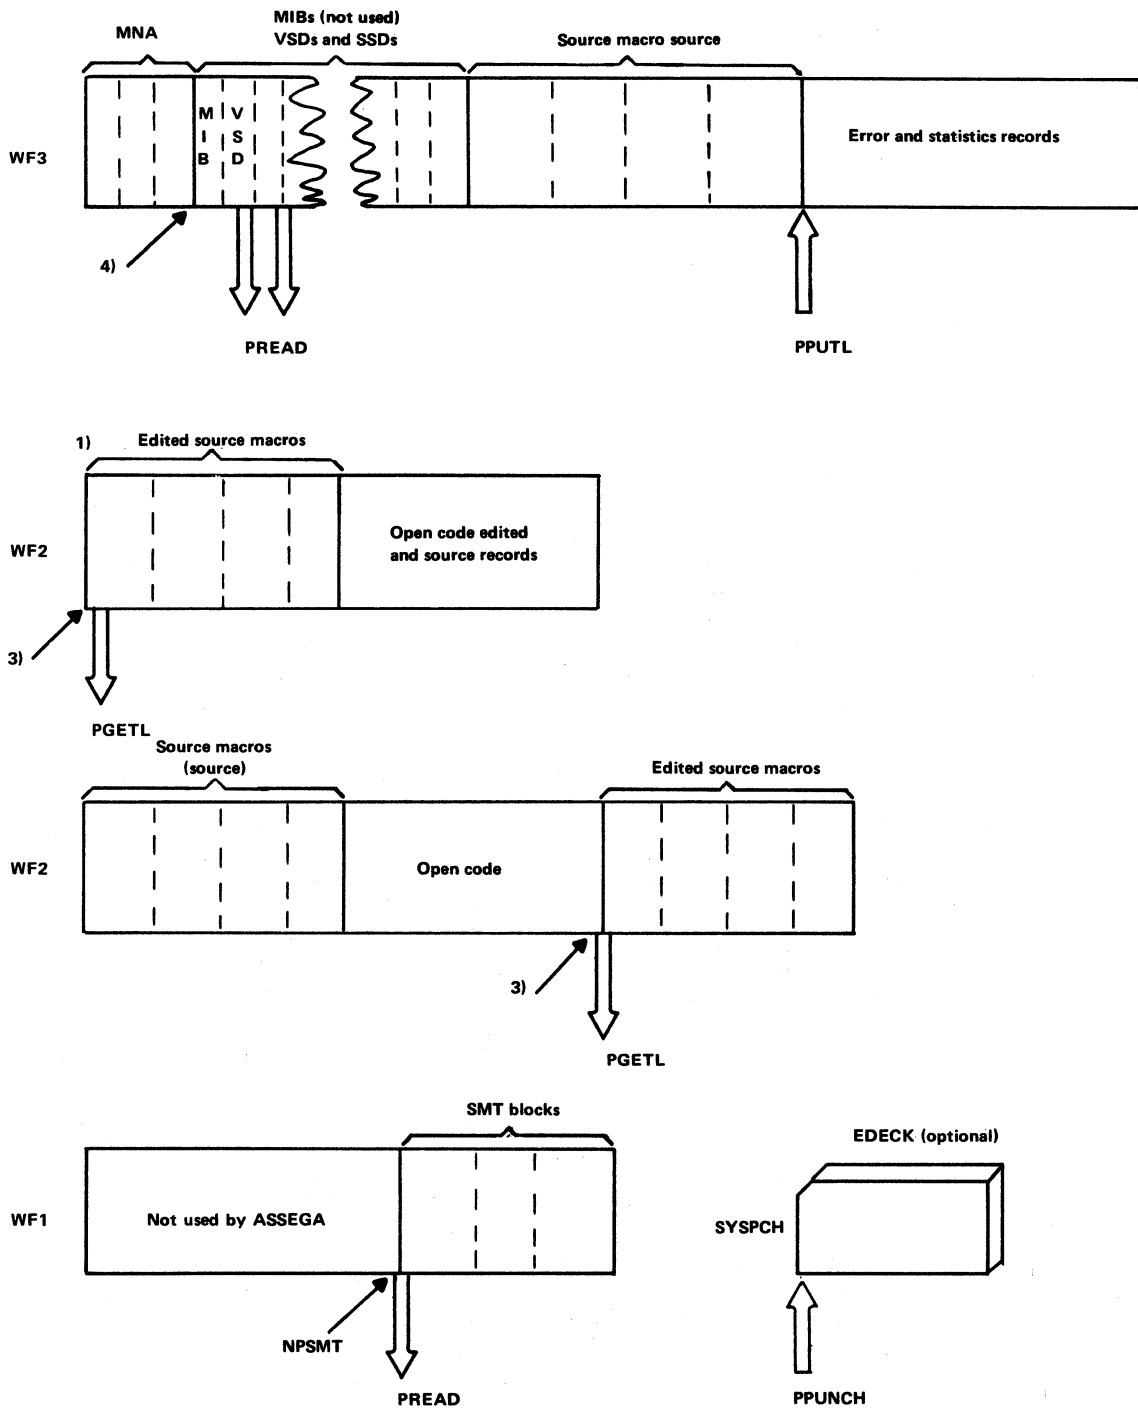 MNA
MIBs (not used)
VSDs and SSDs
Source macro source
WF3
M
I
B
V
S
D
Error and statistics records
4)
PREAD
PPUTL
1)
Edited source macros
WF2
Open code edited
and source records
3)
PGETL
Source macros
(source)
Edited source macros
WF2
Open code
3)
PGETL
SMT blocks
EDECK (optional)
WF1
Not used by ASSEGA
SYSPCH
NPSMT
PREAD
PPUNCH